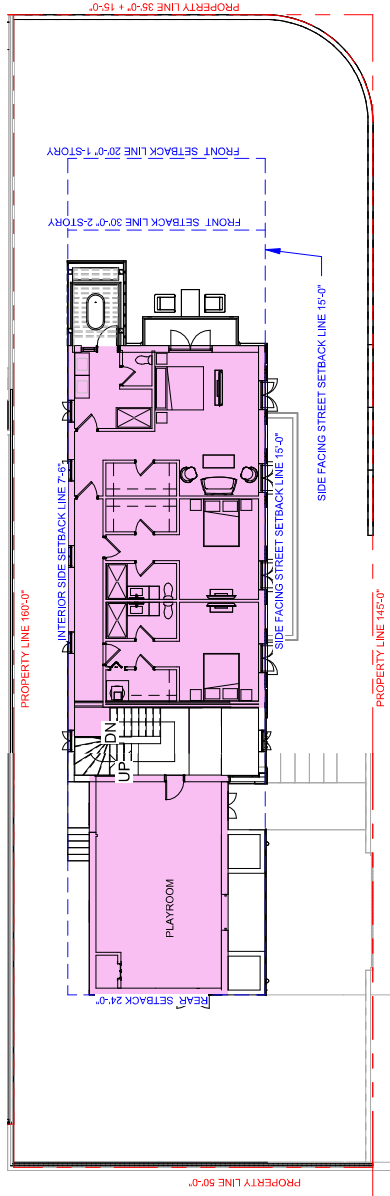 PROPERTY LINE 35'-0" + 15'-0"
FRONT SETBACK LINE 20'-0" 1-STORY
FRONT SETBACK LINE 30'-0" 2-STORY
SIDE FACING STREET SETBACK LINE 15'-0"
INTERIOR SIDE SETBACK LINE 7'-6"
SIDE FACING STREET SETBACK LINE 15'-0"
PROPERTY LINE 160'-0"
PROPERTY LINE 145'-0"
DN
UP
PLAYROOM
REAR SETBACK 24'-0"
PROPERTY LINE 50'-0"